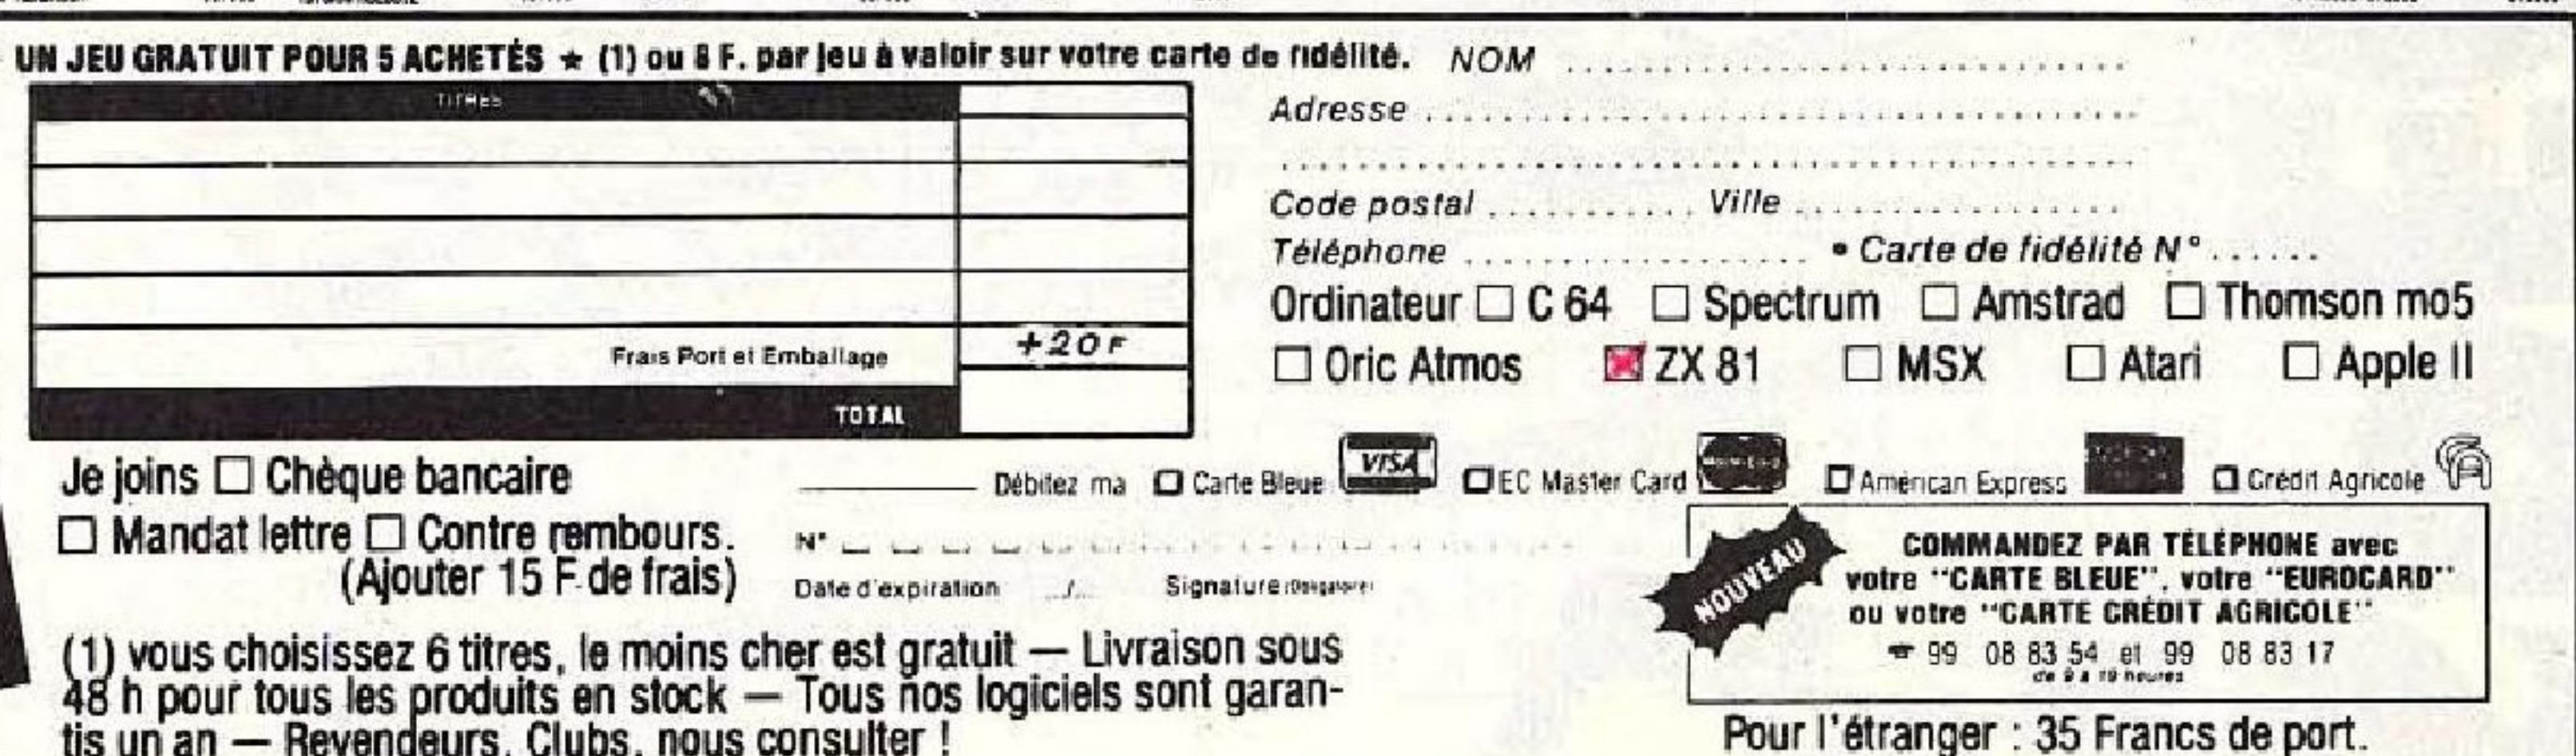 UN JEU GRATUIT POUR 5 ACHETÉS ★ (1) ou 8 F. par jeu à valoir sur votre carte de fidélité.
TITRES
Frais Port et Emballage +20F
TOTAL
NOM
Adresse
Code postal Ville
Téléphone • Carte de fidélité N°
Ordinateur ☐ C 64 ☐ Spectrum ☐ Amstrad ☐ Thomson mo5
☐ Oric Atmos ☒ ZX 81 ☐ MSX ☐ Atari ☐ Apple II
Je joins ☐ Chèque bancaire
☐ Mandat lettre ☐ Contre rembours.
(Ajouter 15 F de frais)
Débitez ma ☐ Carte Bleue VISA ☐ EC Master Card ☐ American Express ☐ Crédit Agricole CA
N°
Date d'expiration / Signature (Obligatoire)
(1) vous choisissez 6 titres, le moins cher est gratuit — Livraison sous
48 h pour tous les produits en stock — Tous nos logiciels sont garan-
tis un an — Revendeurs, Clubs, nous consulter !
NOUVEAU
COMMANDEZ PAR TÉLÉPHONE avec
votre "CARTE BLEUE", votre "EUROCARD"
ou votre "CARTE CRÉDIT AGRICOLE"
☎ 99 08 83 54 et 99 08 83 17
de 9 à 19 heures
Pour l'étranger : 35 Francs de port.